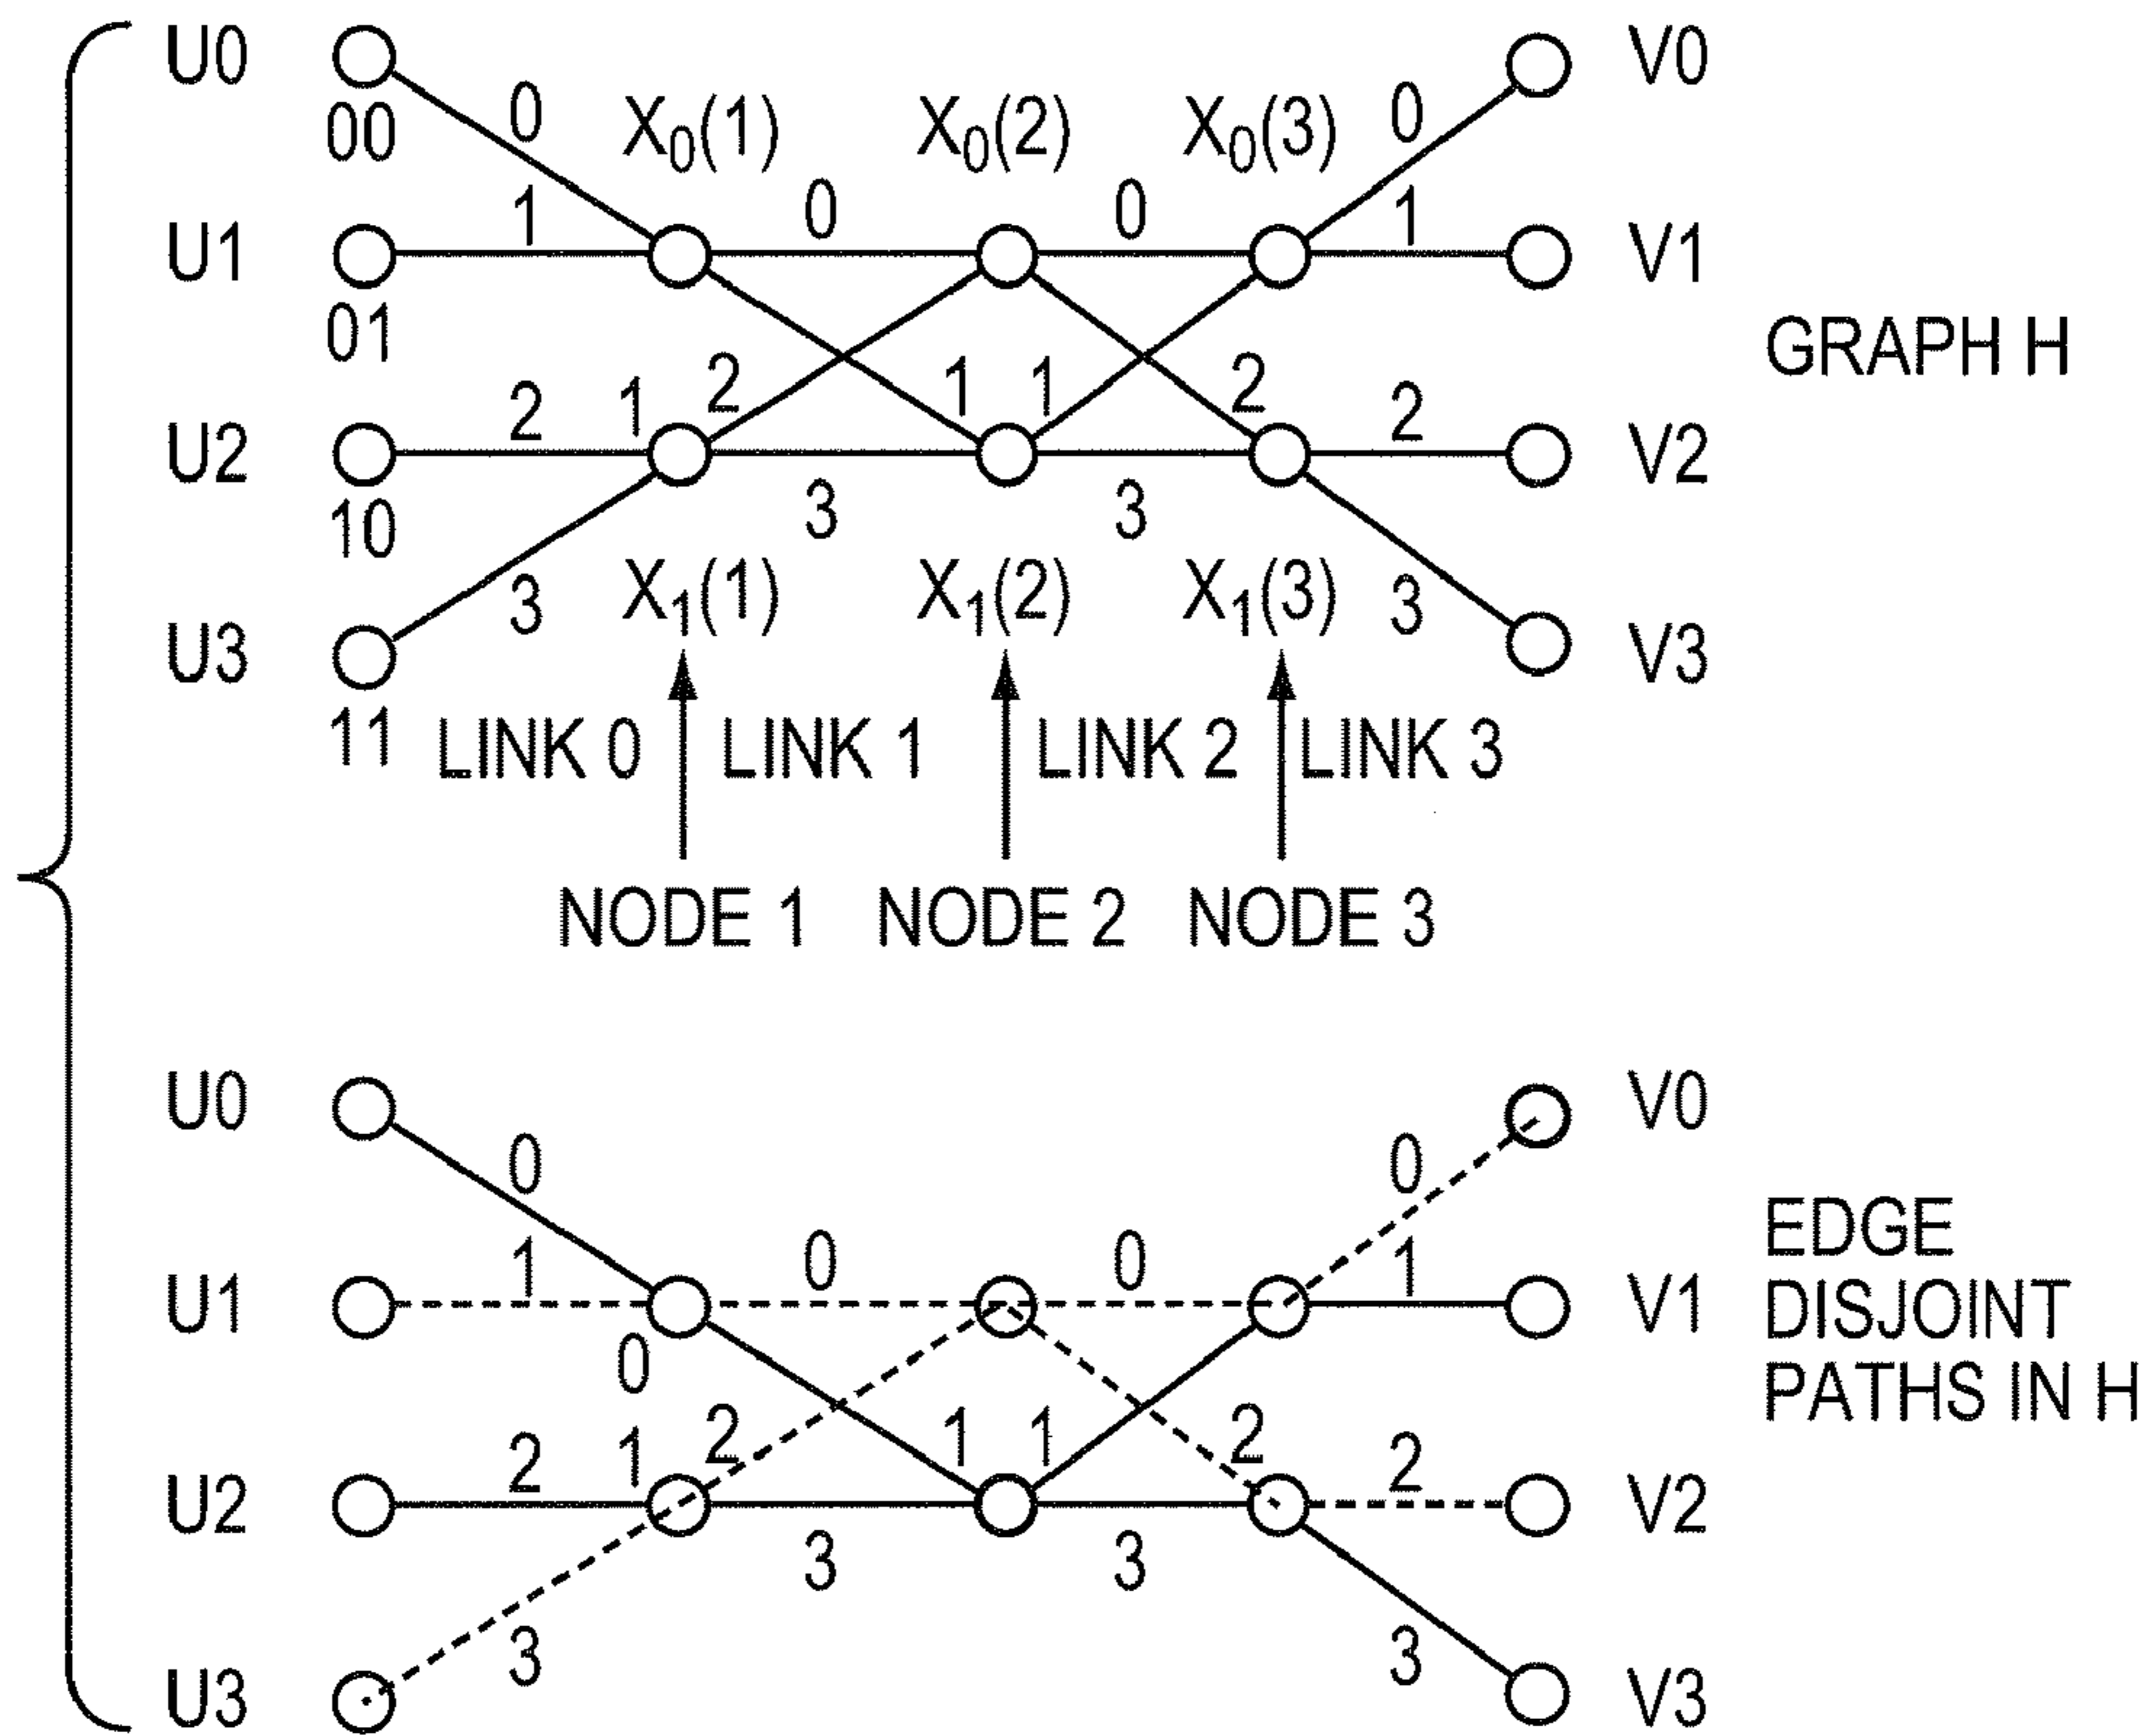 U0 V0
00 0 X₀(1) X₀(2) X₀(3) 0
1 0 0 1
U1 V1
01 GRAPH H
2 1 2 1 1 2 2
U2 V2
10 3 3
3 X₁(1) X₁(2) X₁(3) 3
U3 V3
11 LINK 0 LINK 1 LINK 2 LINK 3
NODE 1 NODE 2 NODE 3
U0 V0
0 0
EDGE
1 0 0 1
U1 V1 DISJOINT
0
PATHS IN H
2 1 2 1 1 2 2
U2 V2
3 3
3 3
U3 V3